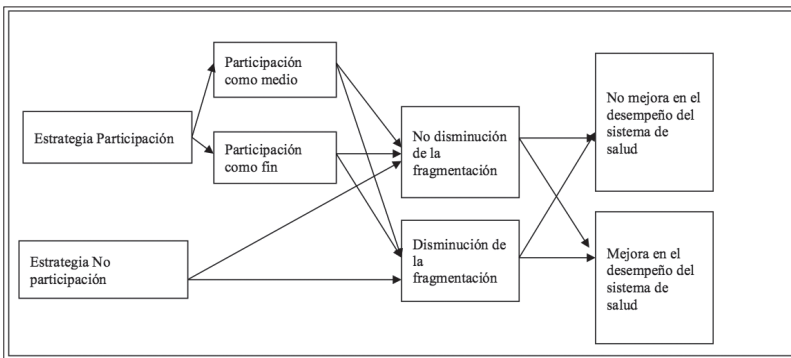 Participación
como medio
Estrategia Participación
Participación
como fin
Estrategia No
participación
No disminución
de la
fragmentación
Disminución de
la
fragmentación
No mejora en el
desempeño del
sistema de
salud
Mejora en el
desempeño del
sistema de
salud